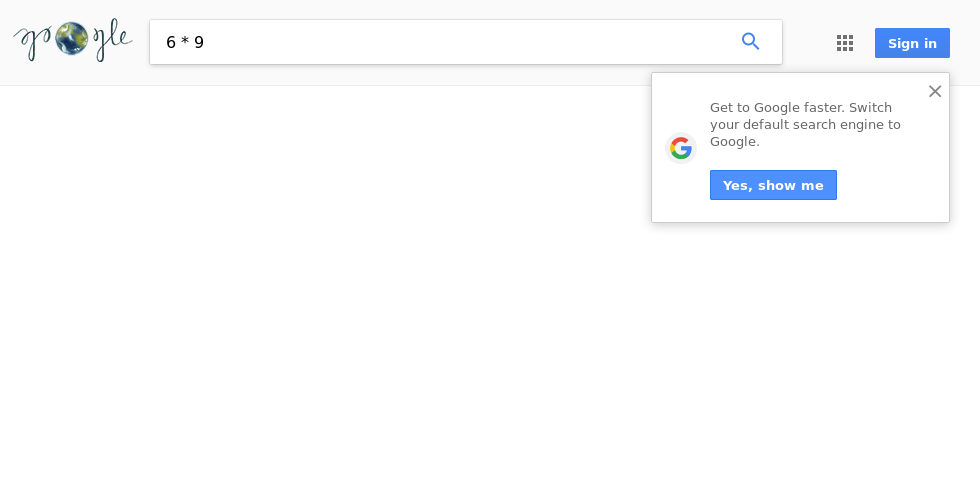 google
6 * 9
Sign in
Get to Google faster. Switch
your default search engine to
Google.
Yes, show me